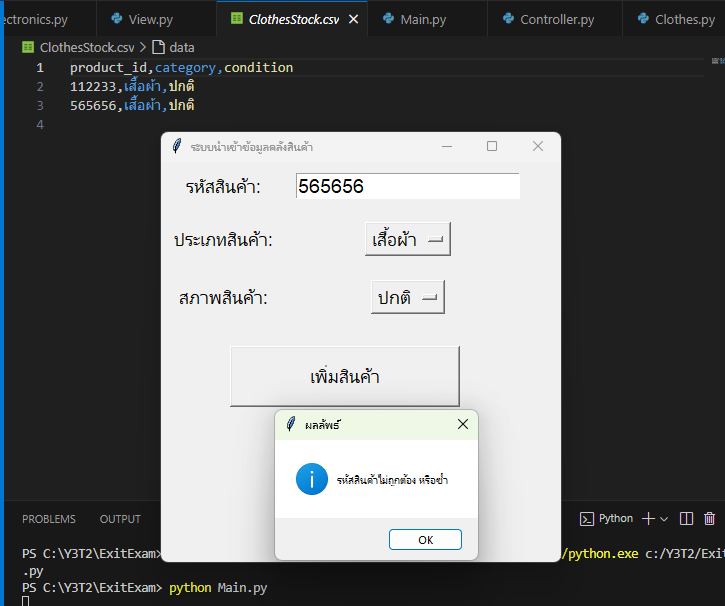 ectronics.py View.py ClothesStock.csv Main.py Controller.py Clothes.py
ClothesStock.csv > data
1 product_id,category,condition
2 112233,เสื้อผ้า,ปกติ
3 565656,เสื้อผ้า,ปกติ
4
ระบบนำเข้าข้อมูลคลังสินค้า
รหัสสินค้า: 565656
ประเภทสินค้า: เสื้อผ้า
สภาพสินค้า: ปกติ
เพิ่มสินค้า
ผลลัพธ์
รหัสสินค้าไม่ถูกต้อง หรือซ้ำ
OK
PROBLEMS OUTPUT Python
PS C:\Y3T2\ExitExam> /python.exe c:/Y3T2/Exit
.py
PS C:\Y3T2\ExitExam> python Main.py